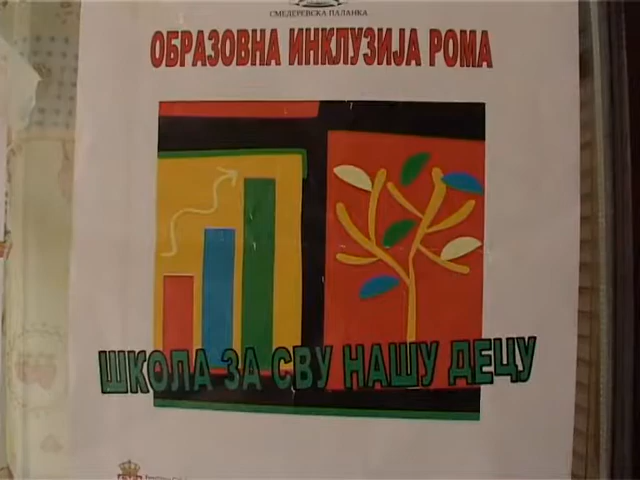 СМЕДЕРЕВСКА ПАЛАНКА
ОБРАЗОВНА ИНКЛУЗИЈА РОМА
ШКОЛА ЗА СВУ НАШУ ДЕЦУ